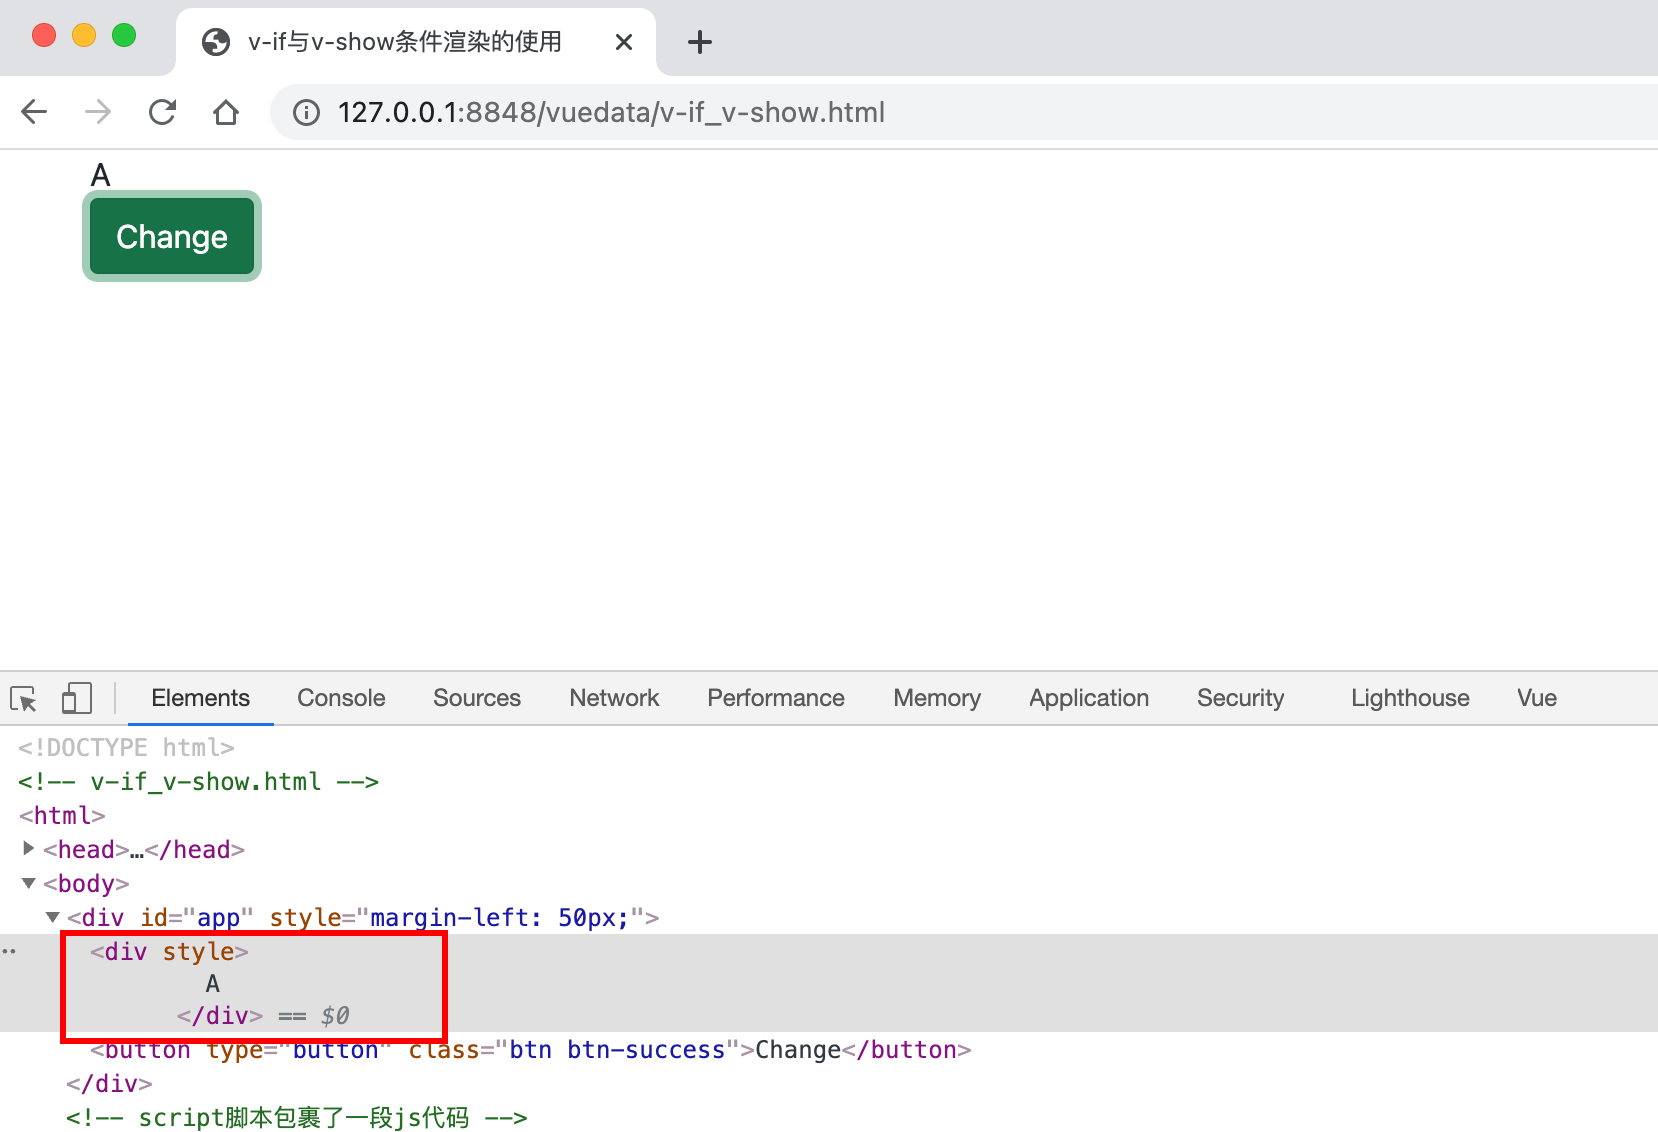 v-if与v-show条件渲染的使用
127.0.0.1:8848/vuedata/v-if_v-show.html
A
Change
Elements Console Sources Network Performance Memory Application Security Lighthouse Vue
<!DOCTYPE html>
<!-- v-if_v-show.html -->
<html>
<head>…</head>
<body>
<div id="app" style="margin-left: 50px;">
<div style>
A
</div> == $0
<button type="button" class="btn btn-success">Change</button>
</div>
<!-- script脚本包裹了一段js代码 -->